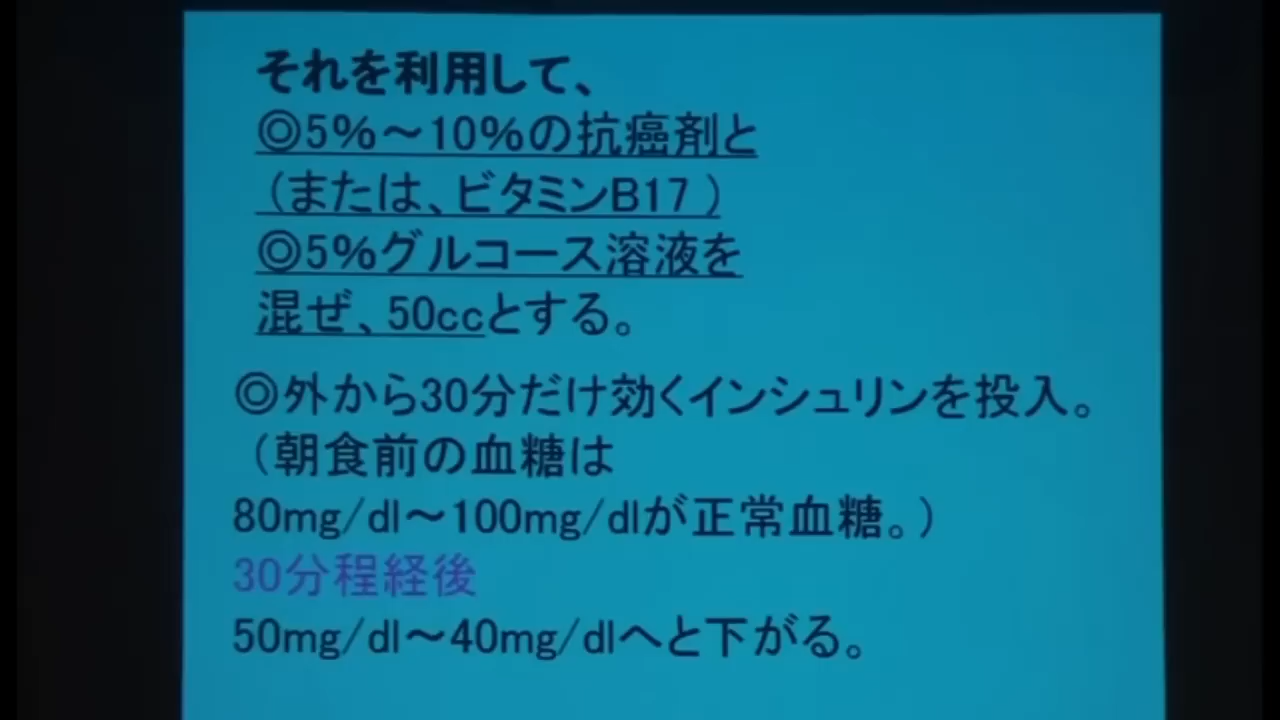 それを利用して、
◎5%～10%の抗癌剤と
（または、ビタミンB17 ）
◎5%グルコース溶液を
混ぜ、50ccとする。
◎外から30分だけ効くインシュリンを投入。
（朝食前の血糖は
80mg/dl～100mg/dlが正常血糖。）
30分程経後
50mg/dl～40mg/dlへと下がる。